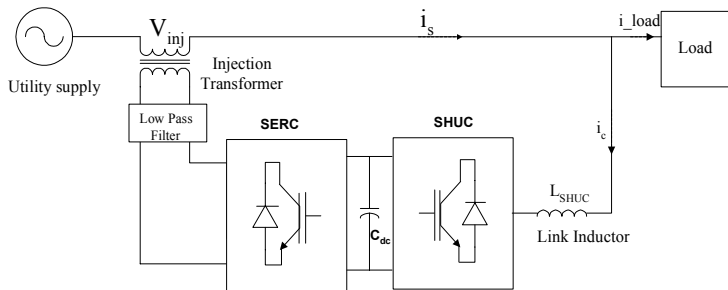 V_inj
i_s
i_load
Load
Utility supply
Injection
Transformer
Low Pass
Filter
SERC
SHUC
i_c
C_dc
L_SHUC
Link Inductor